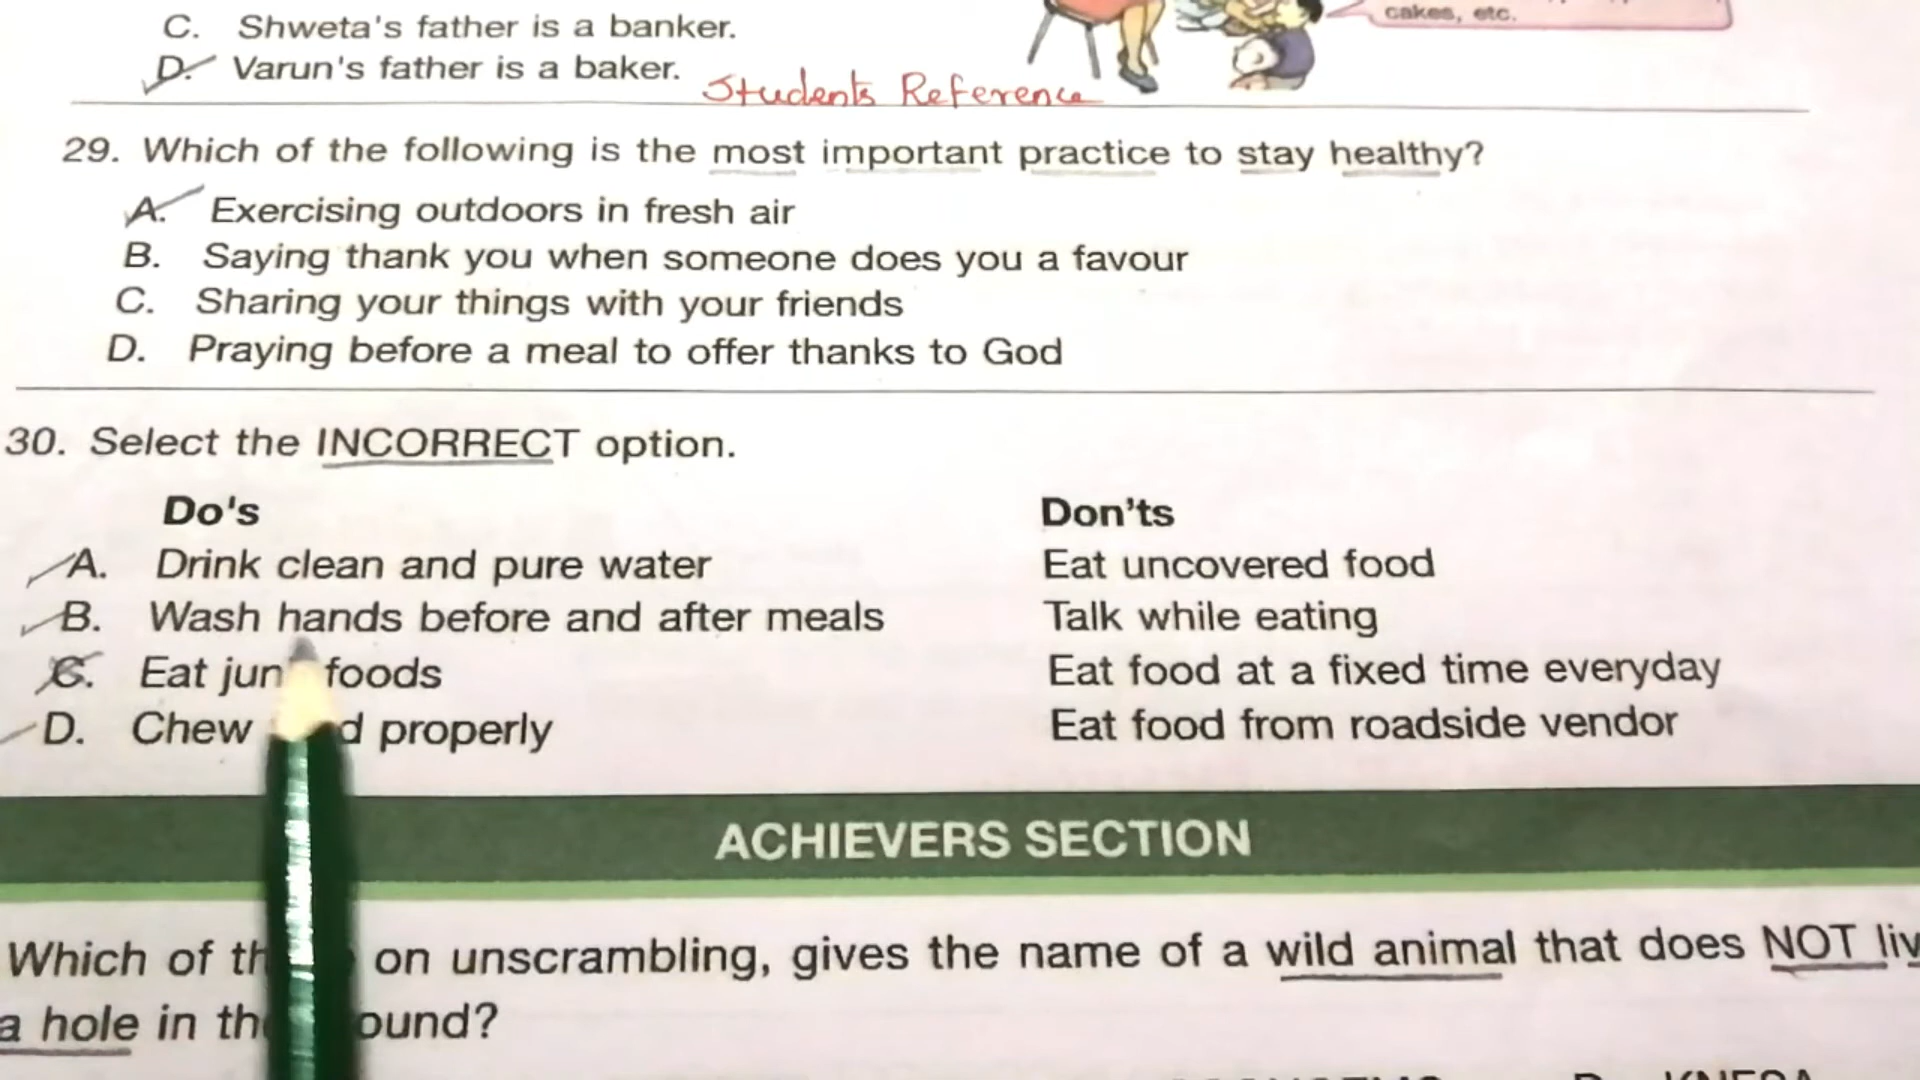 cakes, etc.
C. Shweta's father is a banker.
D. Varun's father is a baker.
Students Reference
29. Which of the following is the most important practice to stay healthy?
A. Exercising outdoors in fresh air
B. Saying thank you when someone does you a favour
C. Sharing your things with your friends
D. Praying before a meal to offer thanks to God
30. Select the INCORRECT option.
Do's Don'ts
A. Drink clean and pure water Eat uncovered food
B. Wash hands before and after meals Talk while eating
C. Eat jun foods Eat food at a fixed time everyday
D. Chew d properly Eat food from roadside vendor
ACHIEVERS SECTION
Which of th on unscrambling, gives the name of a wild animal that does NOT liv
a hole in th ound?